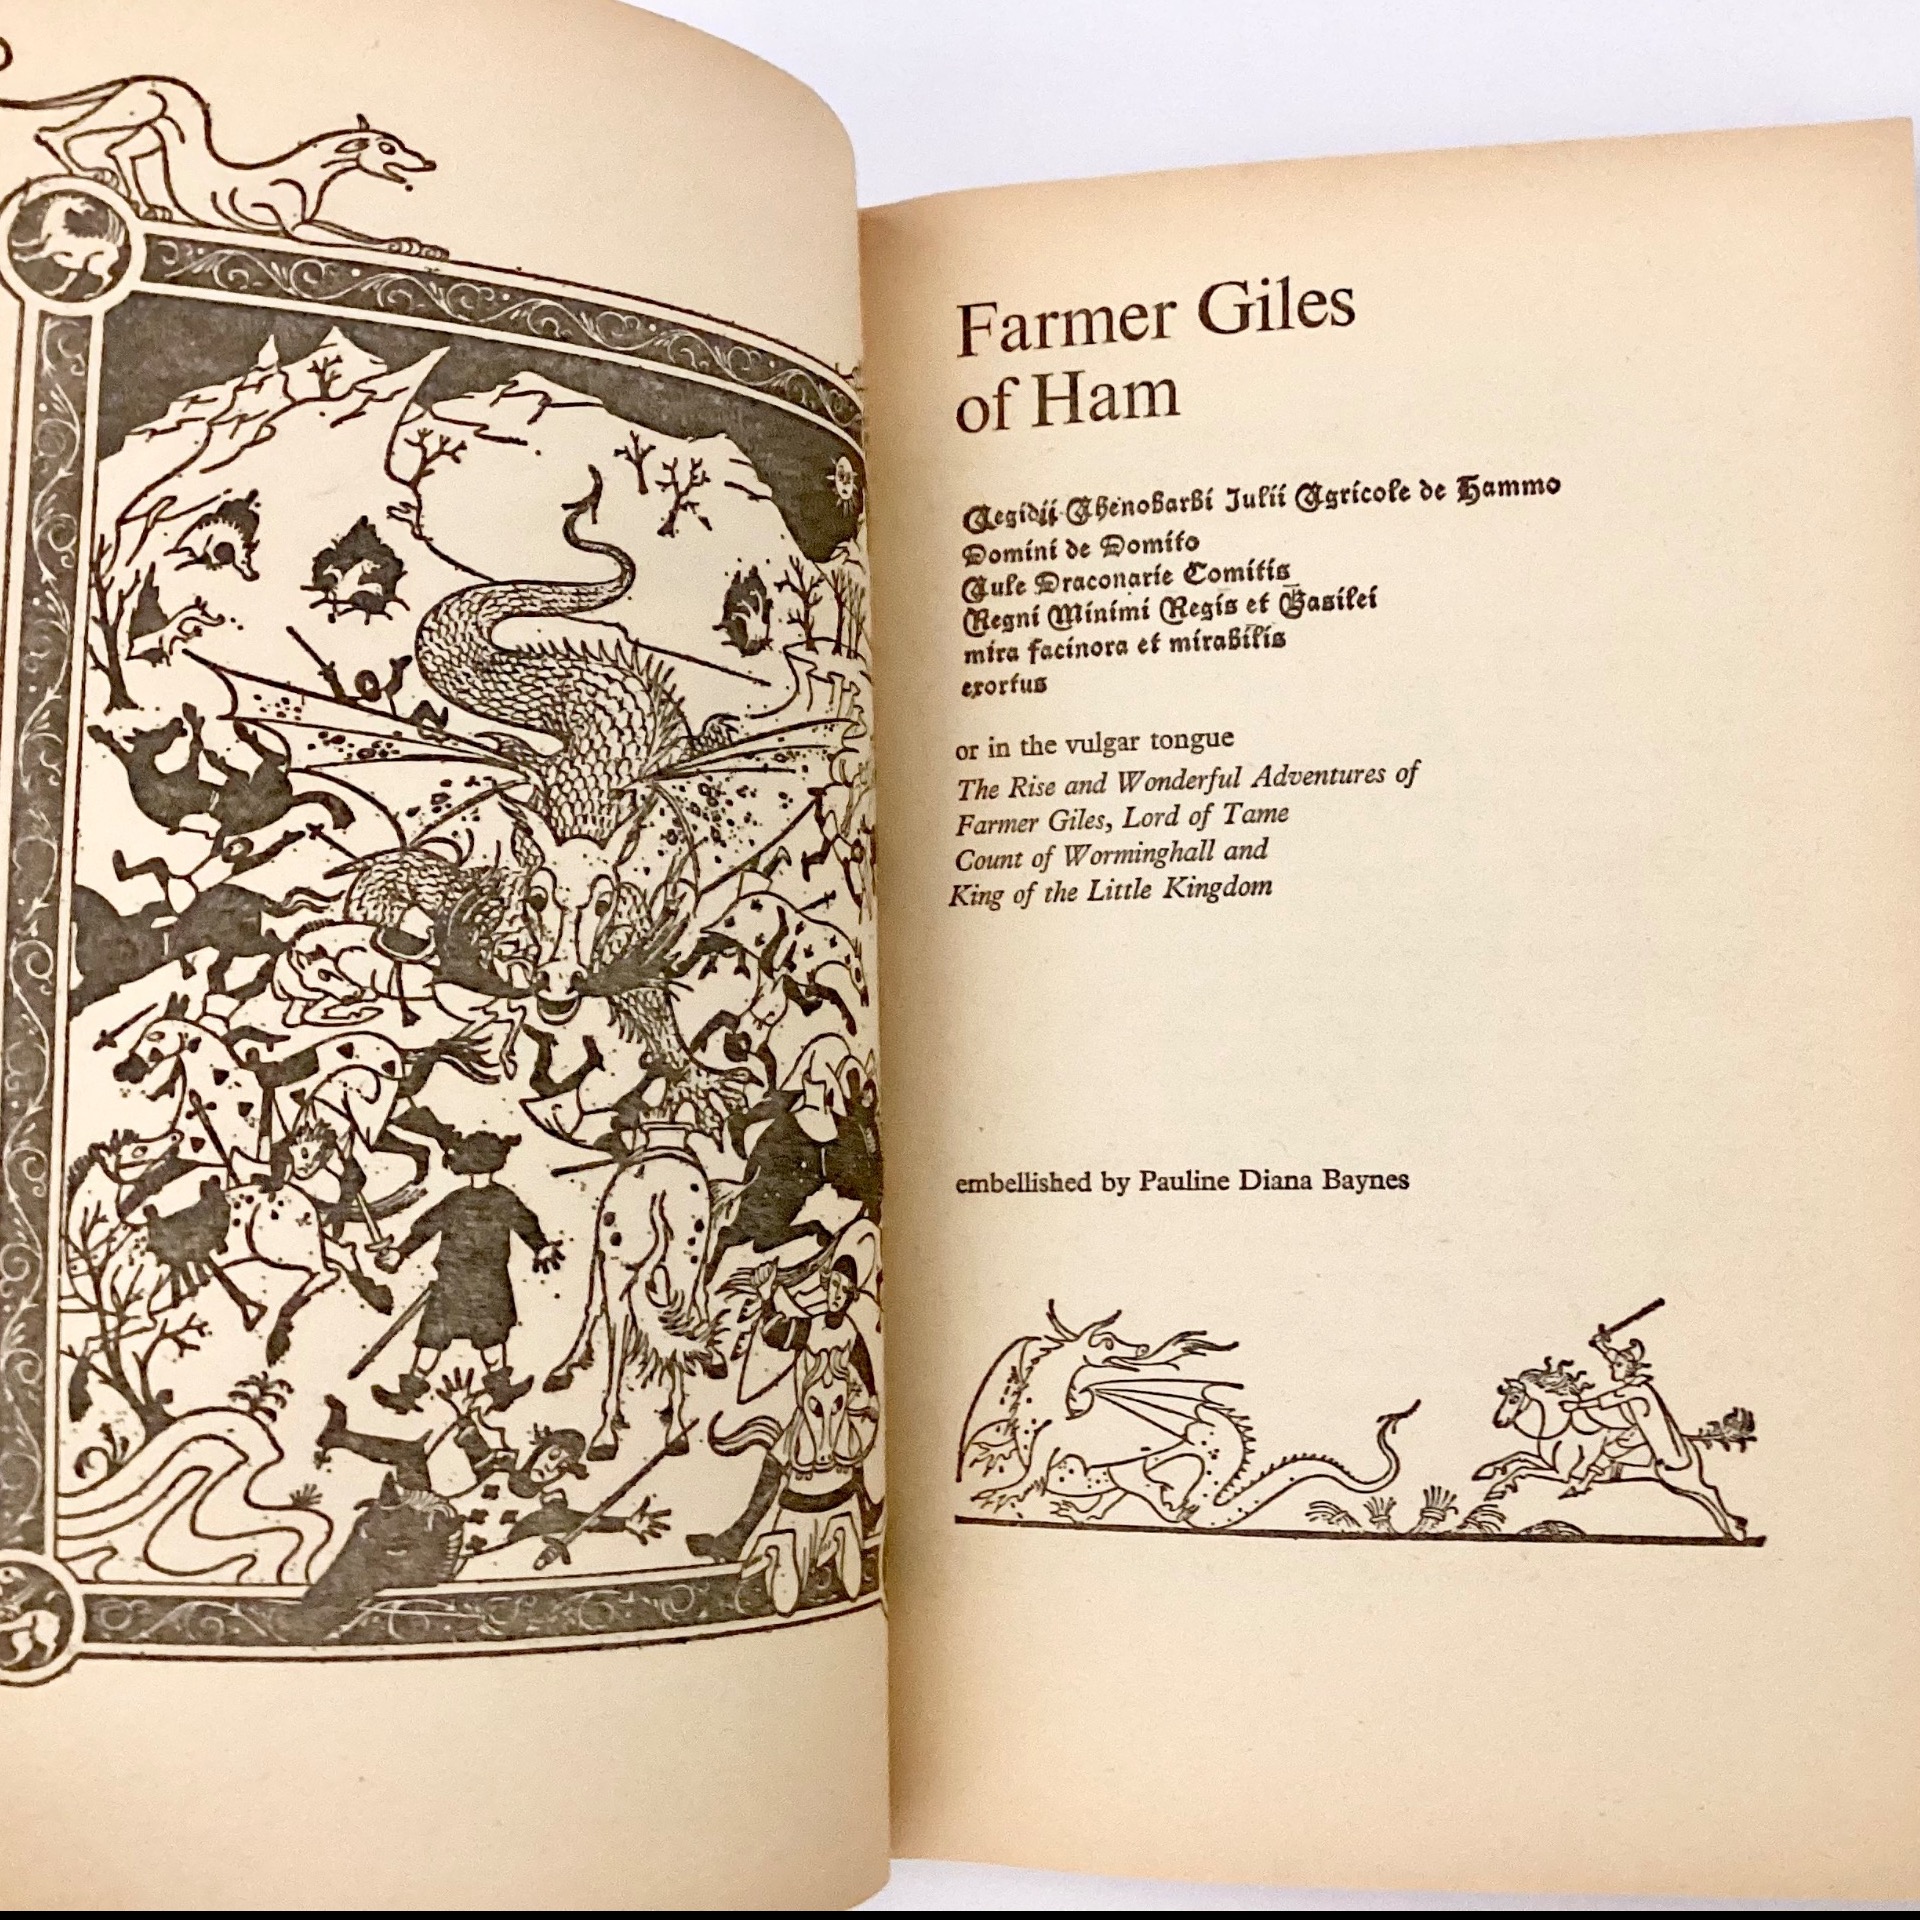 Farmer Giles
of Ham
Aegidii Ahenobarbi Julii Agricole de Hammo
Domini de Domito
Aule Draconarie Comitis
Regni Minimi Regis et Basilei
mira facinora et mirabilis
exortus
or in the vulgar tongue
The Rise and Wonderful Adventures of
Farmer Giles, Lord of Tame
Count of Worminghall and
King of the Little Kingdom
embellished by Pauline Diana Baynes